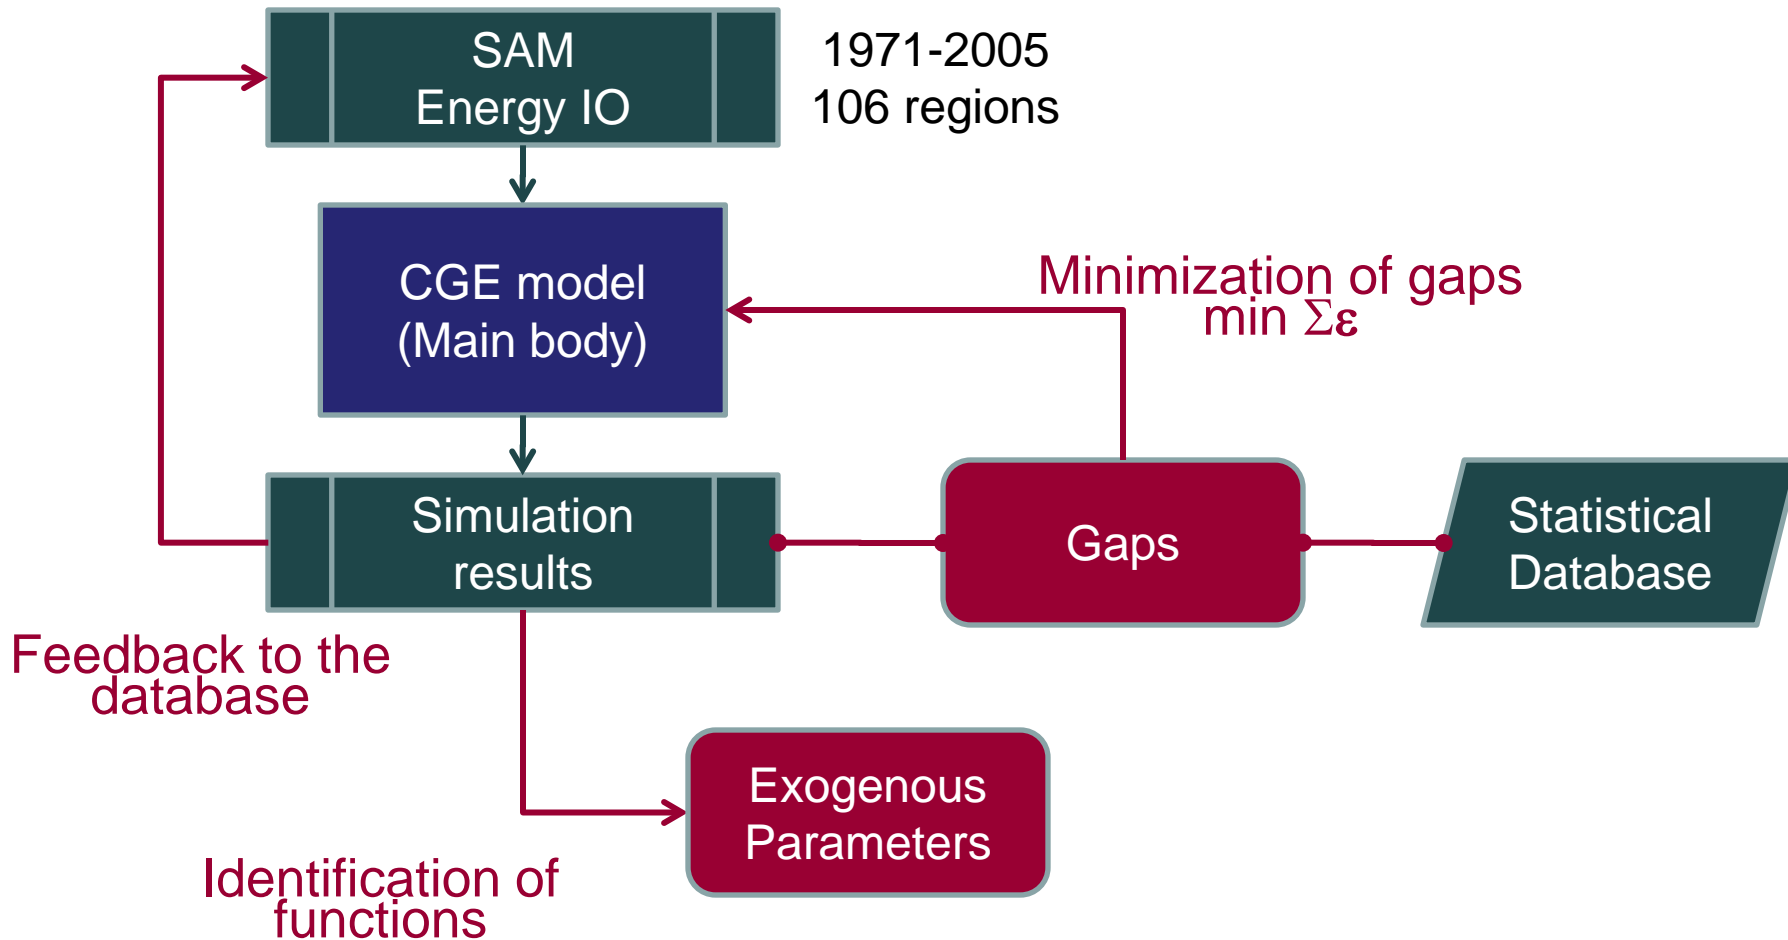 SAM
Energy IO
1971-2005
106 regions
CGE model
(Main body)
Minimization of gaps
min Σε
Simulation
results
Gaps
Statistical
Database
Feedback to the
database
Exogenous
Parameters
Identification of
functions